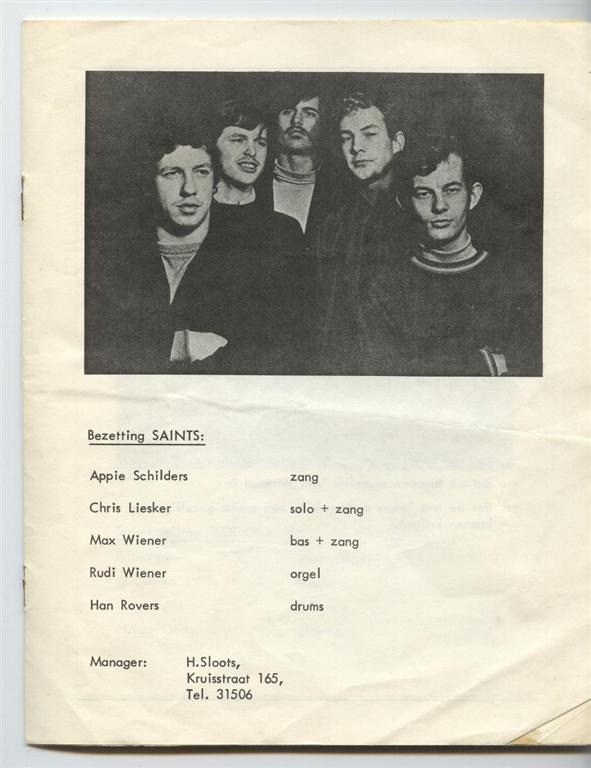 Bezetting SAINTS:
Appie Schilders zang
Chris Liesker solo + zang
Max Wiener bas + zang
Rudi Wiener orgel
Han Rovers drums
Manager: H.Sloots,
Kruisstraat 165,
Tel. 31506